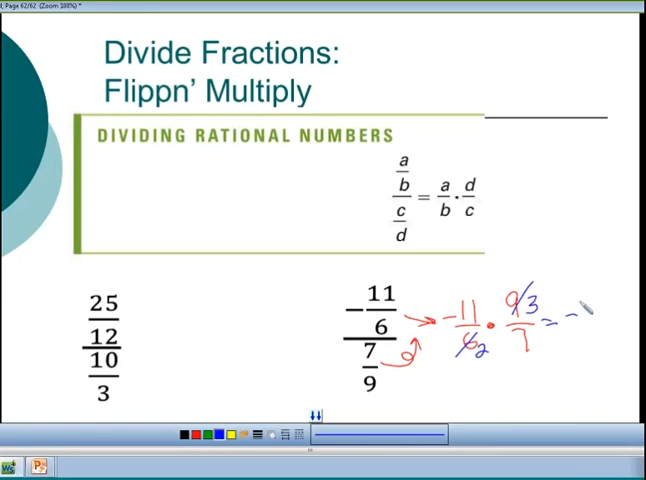 d, Page 62/62 (Zoom 100%) *
Divide Fractions:
Flippn' Multiply
DIVIDING RATIONAL NUMBERS
a
b
c
d
= a/b · d/c
25
12
10
3
−11
6
7
9
-11/6 2 • 9 3/7 = -